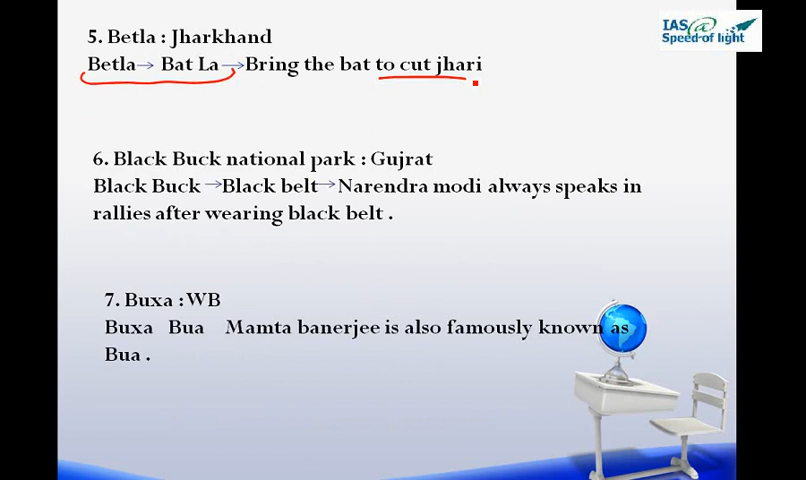 IAS@
Speed of light
5. Betla : Jharkhand
Betla→ Bat La →Bring the bat to cut jhari
6. Black Buck national park : Gujrat
Black Buck →Black belt→ Narendra modi always speaks in
rallies after wearing black belt .
7. Buxa : WB
Buxa Bua Mamta banerjee is also famously known as
Bua .